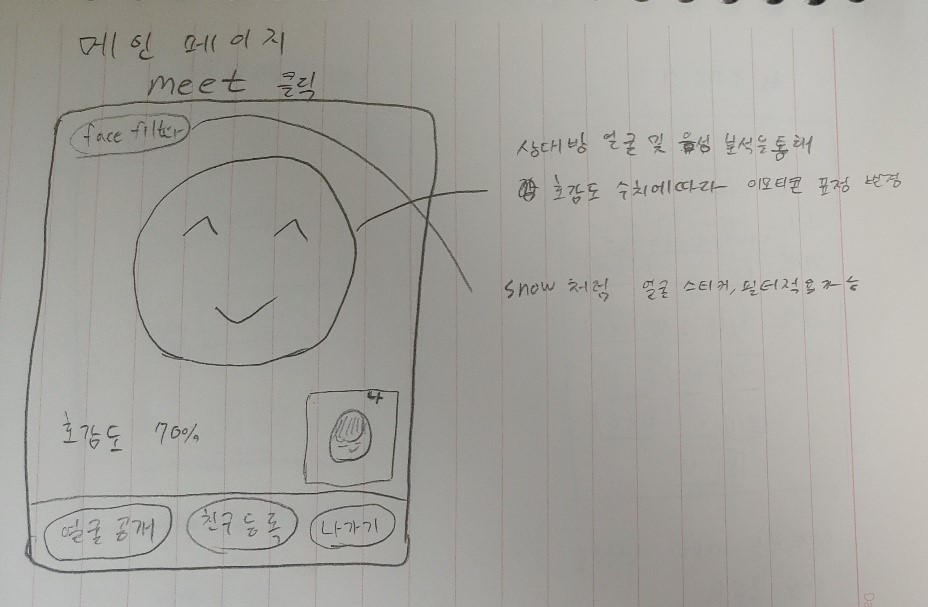 메인 페이지
meet 클릭
face filter
상대방 얼굴 및 음성 분석을 통해
호감도 수치에 따라 이모티콘 표정 변경
snow 처럼 얼굴 스티커, 필터적용가능
나
호감도 70%
얼굴 공개
친구 등록
나가기